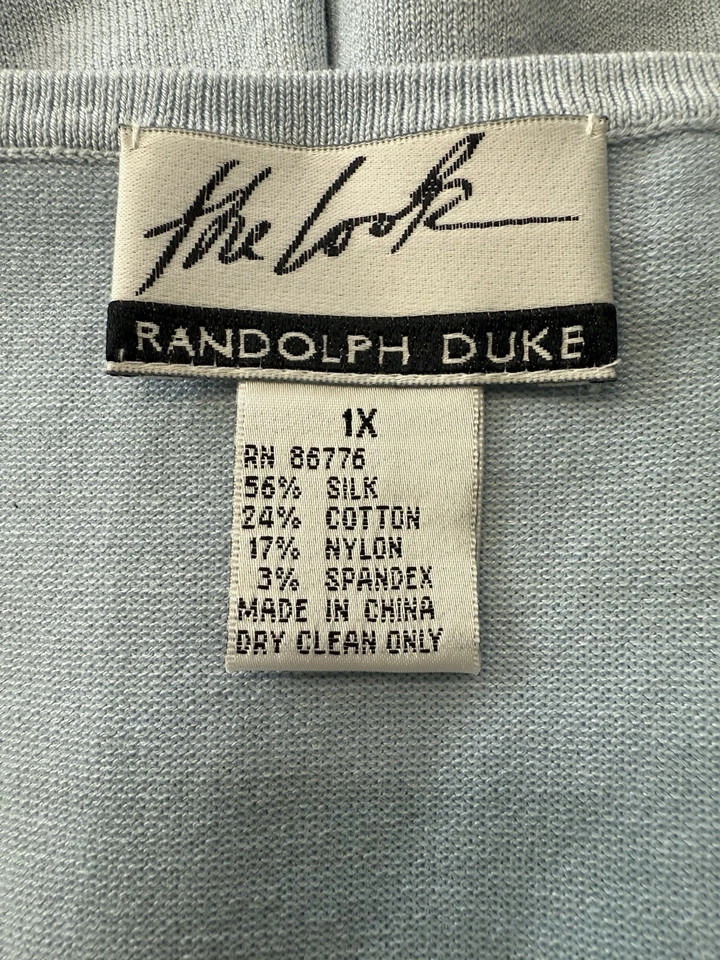 the Look
RANDOLPH DUKE
1X
RN 86776
56% SILK
24% COTTON
17% NYLON
3% SPANDEX
MADE IN CHINA
DRY CLEAN ONLY